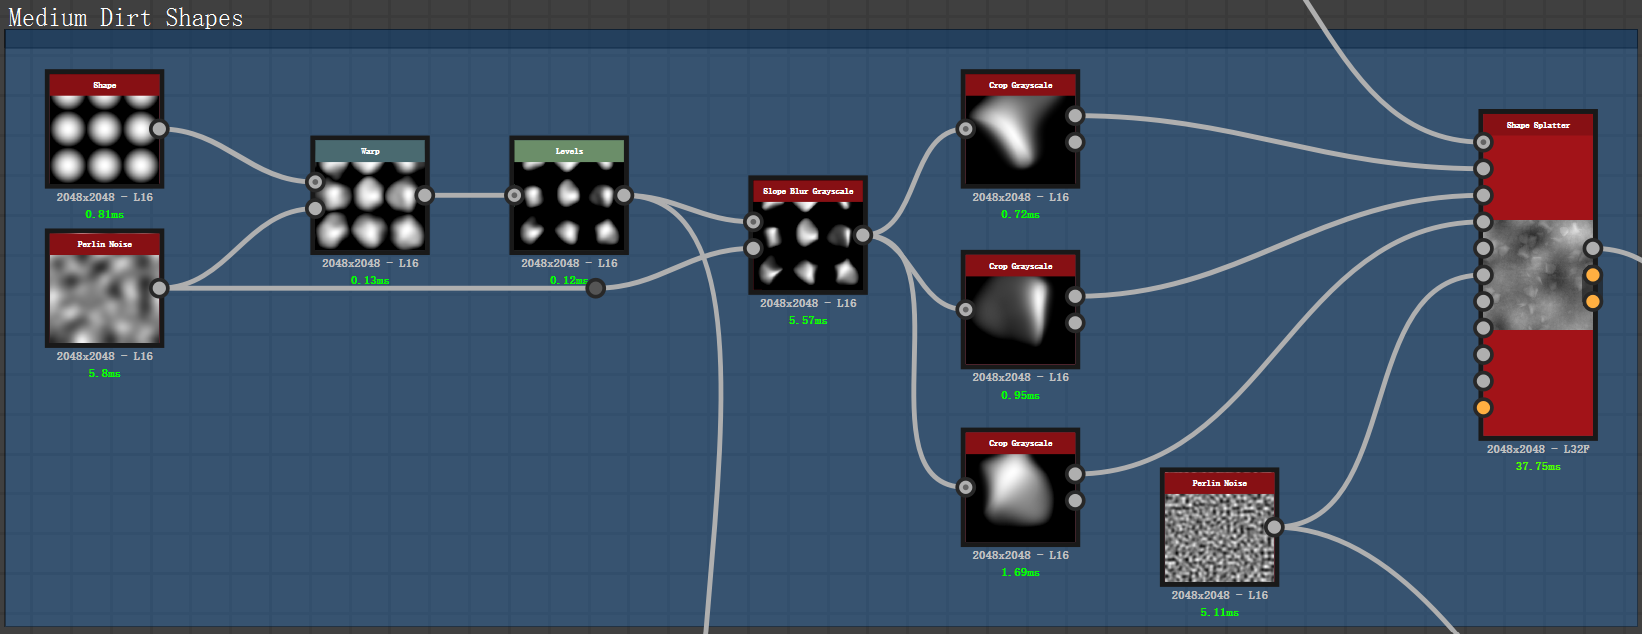 Medium Dirt Shapes
Shape
2048x2048 - L16
0.81ms
Perlin Noise
2048x2048 - L16
5.8ms
Warp
2048x2048 - L16
0.13ms
Levels
2048x2048 - L16
0.12ms
Slope Blur Grayscale
2048x2048 - L16
5.57ms
Crop Grayscale
2048x2048 - L16
0.72ms
Crop Grayscale
2048x2048 - L16
0.95ms
Crop Grayscale
2048x2048 - L16
1.69ms
Perlin Noise
2048x2048 - L16
5.11ms
Shape Splatter
2048x2048 - L32F
37.75ms